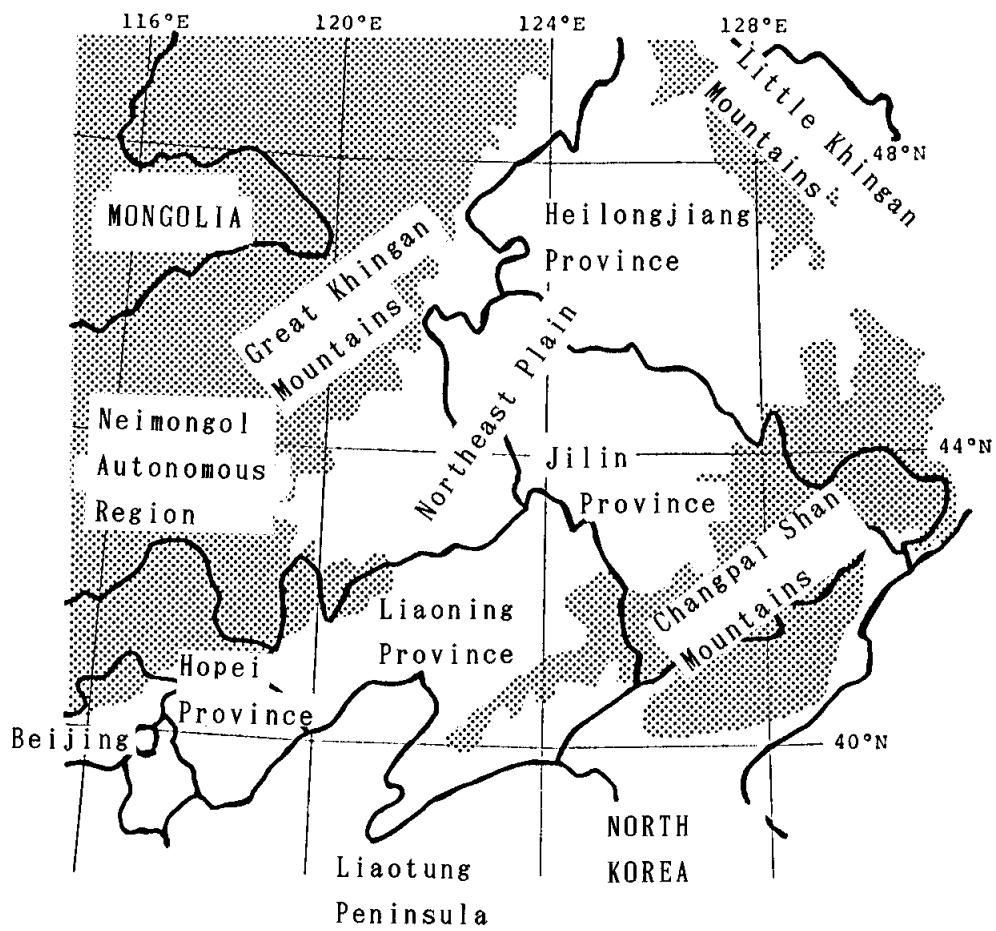 116°E
120°E
124°E
128°E
Little Khingan
Mountains
48°N
MONGOLIA
Heilongjiang
Province
Great Khingan
Mountains
Northeast Plain
Neimongol
Autonomous
Region
44°N
Jilin
Province
Changpai Shan
Mountains
Liaoning
Province
Hopei
Province
Beijing
40°N
NORTH
KOREA
Liaotung
Peninsula